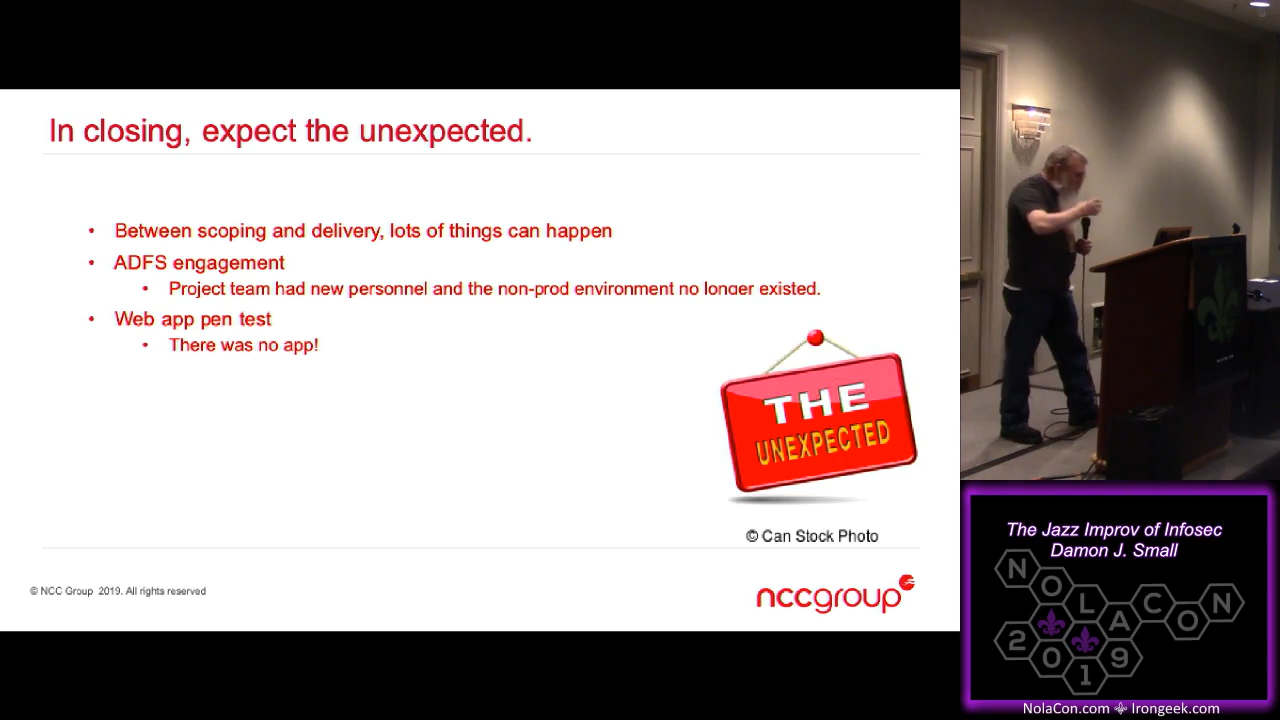 In closing, expect the unexpected.
• Between scoping and delivery, lots of things can happen
• ADFS engagement
• Project team had new personnel and the non-prod environment no longer existed.
• Web app pen test
• There was no app!
THE
UNEXPECTED
© Can Stock Photo
© NCC Group 2019. All rights reserved
nccgroup
The Jazz Improv of Infosec
Damon J. Small
NOLACON
2019
NolaCon.com Irongeek.com